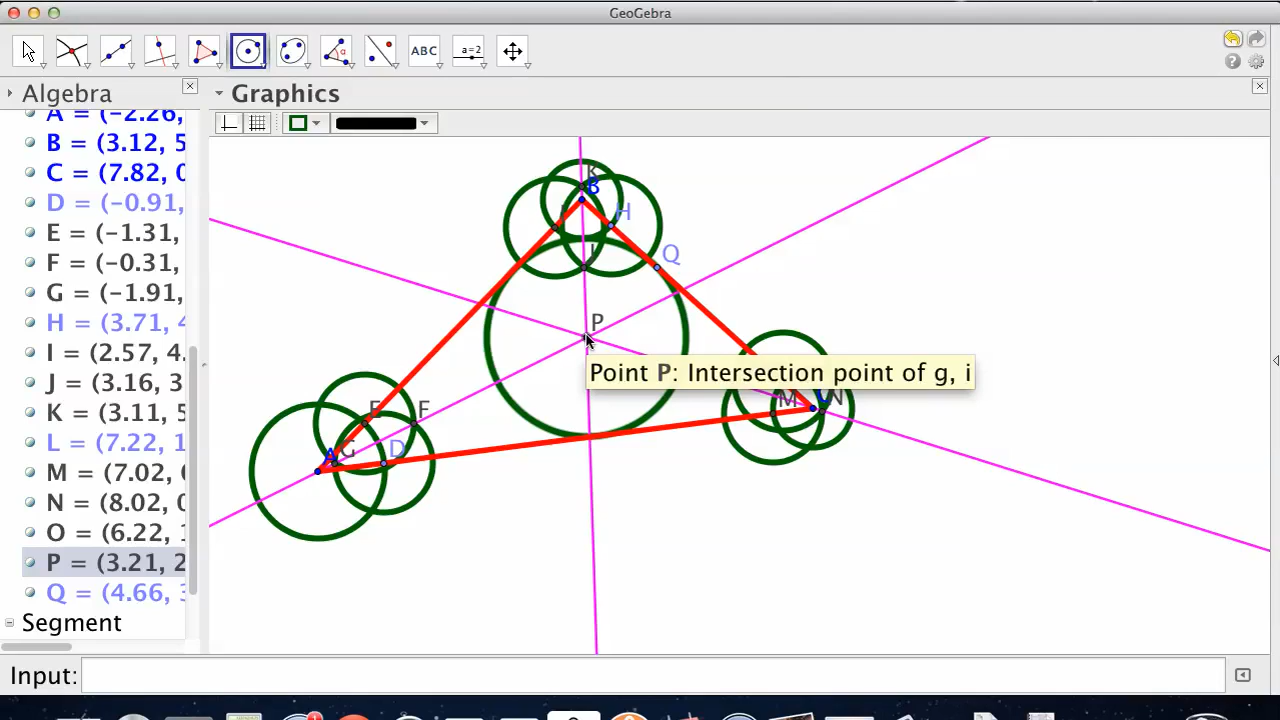 GeoGebra
ABC
a=2
Algebra
Graphics
A = (-2.26,
B = (3.12, 5
C = (7.82, 0
D = (-0.91,
E = (-1.31,
F = (-0.31,
G = (-1.91,
H = (3.71, 4
I = (2.57, 4.
J = (3.16, 3
K = (3.11, 5
L = (7.22, 1
M = (7.02, 0
N = (8.02, 0
O = (6.22, 1
P = (3.21, 2
Q = (4.66, 3
Segment
K
B
H
J
Q
P
Point P: Intersection point of g, i
M
N
E
F
A
G
D
Input: